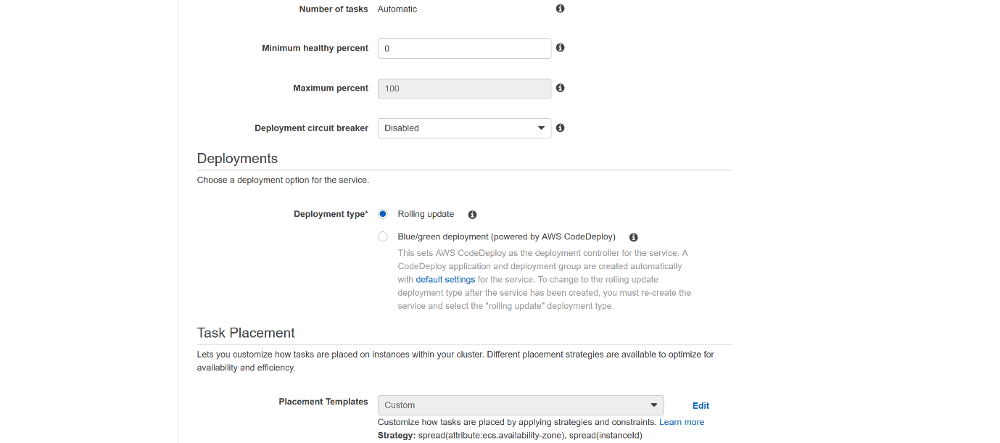 Number of tasks Automatic
Minimum healthy percent 0
Maximum percent 100
Deployment circuit breaker Disabled
Deployments
Choose a deployment option for the service.
Deployment type* Rolling update
Blue/green deployment (powered by AWS CodeDeploy)
This sets AWS CodeDeploy as the deployment controller for the service. A
CodeDeploy application and deployment group are created automatically
with default settings for the service. To change to the rolling update
deployment type after the service has been created, you must re-create the
service and select the "rolling update" deployment type.
Task Placement
Lets you customize how tasks are placed on instances within your cluster. Different placement strategies are available to optimize for
availability and efficiency.
Placement Templates Custom Edit
Customize how tasks are placed by applying strategies and constraints. Learn more
Strategy: spread(attribute:ecs.availability-zone), spread(instanceId)